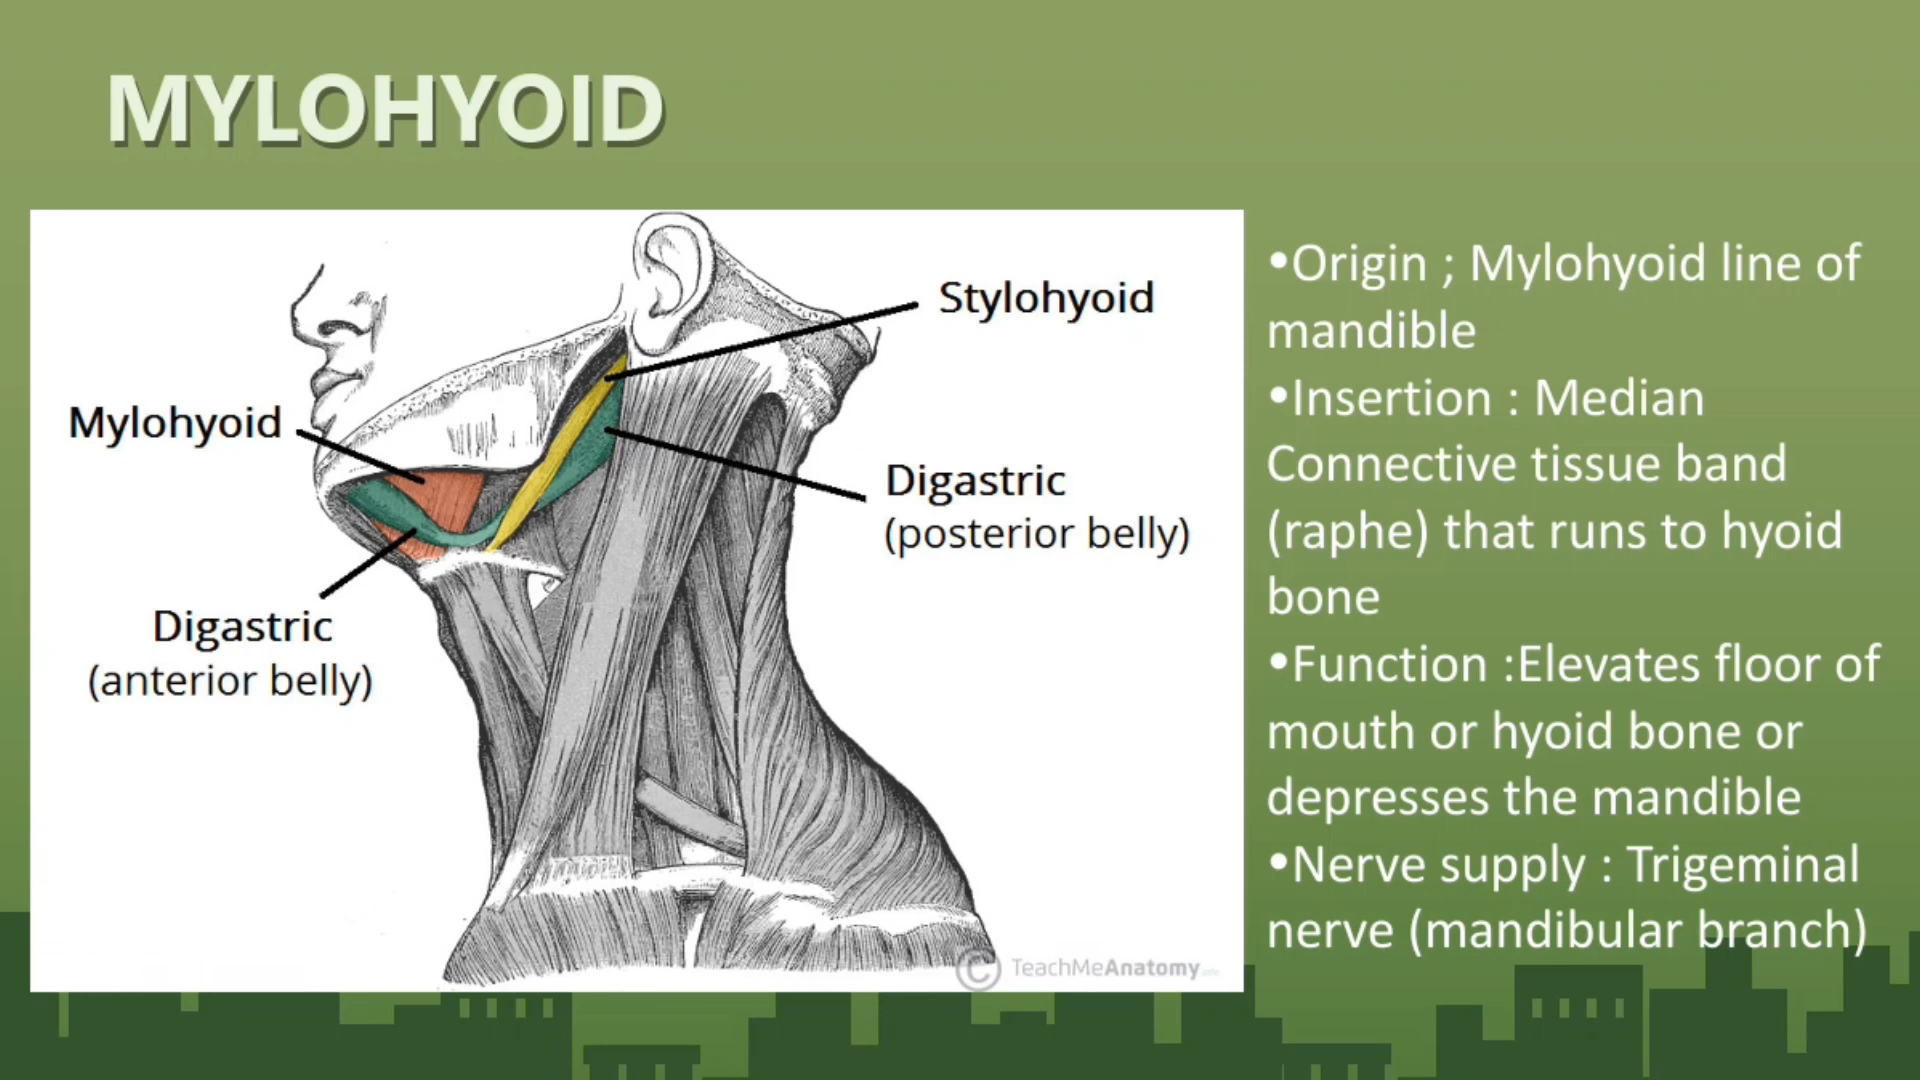 MYLOHYOID
Stylohyoid
Mylohyoid
Digastric
(posterior belly)
Digastric
(anterior belly)
© TeachMeAnatomy
•Origin ; Mylohyoid line of
mandible
•Insertion : Median
Connective tissue band
(raphe) that runs to hyoid
bone
•Function :Elevates floor of
mouth or hyoid bone or
depresses the mandible
•Nerve supply : Trigeminal
nerve (mandibular branch)